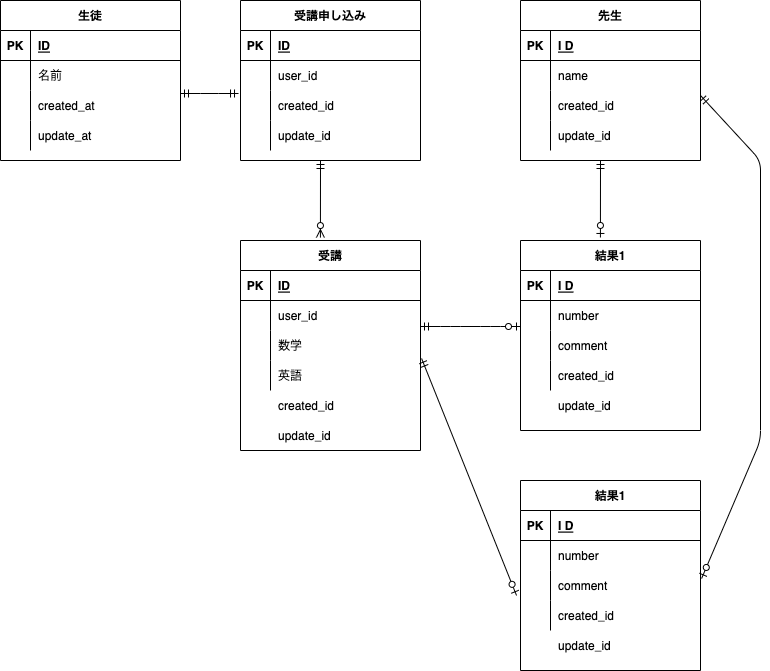 生徒
PK ID
名前
created_at
update_at
受講申し込み
PK ID
user_id
created_id
update_id
先生
PK I D
name
created_id
update_id
受講
PK ID
user_id
数学
英語
created_id
update_id
結果1
PK I D
number
comment
created_id
update_id
結果1
PK I D
number
comment
created_id
update_id